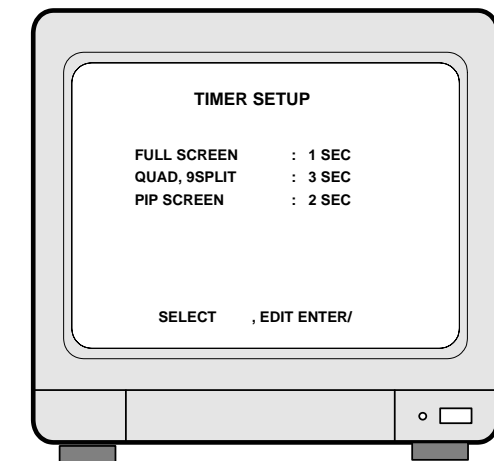 TIMER SETUP
FULL SCREEN : 1 SEC
QUAD, 9SPLIT : 3 SEC
PIP SCREEN : 2 SEC
SELECT , EDIT ENTER/